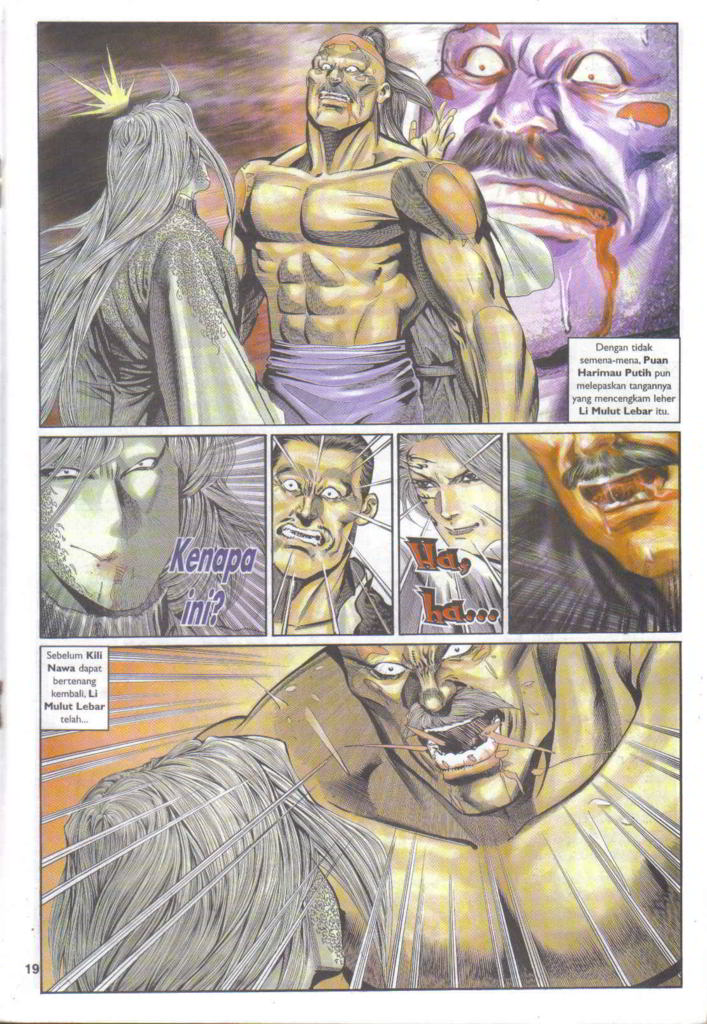 Dengan tidak
semena-mena, Puan
Harimau Putih pun
melepaskan tangannya
yang mencengkam leher
Li Mulut Lebar itu.
Kenapa
ini?
Ha,
ha...
Sebelum Kili
Nawa dapat
bertenang
kembali, Li
Mulut Lebar
telah...
19